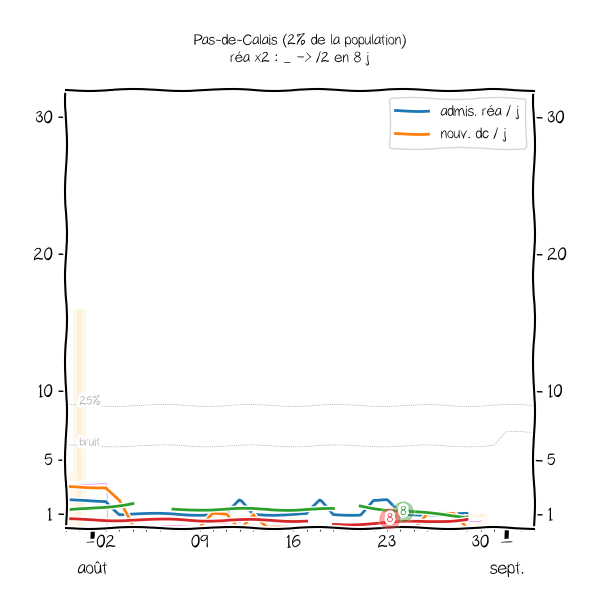 Pas-de-Calais (2% de la population)
réa x2 : _ -> /2 en 8 j
admis. réa / j
nouv. dc / j
30 30
20 20
10 10
25%
bruit
5 5
8 8
1 1
02 09 16 23 30
août sept.